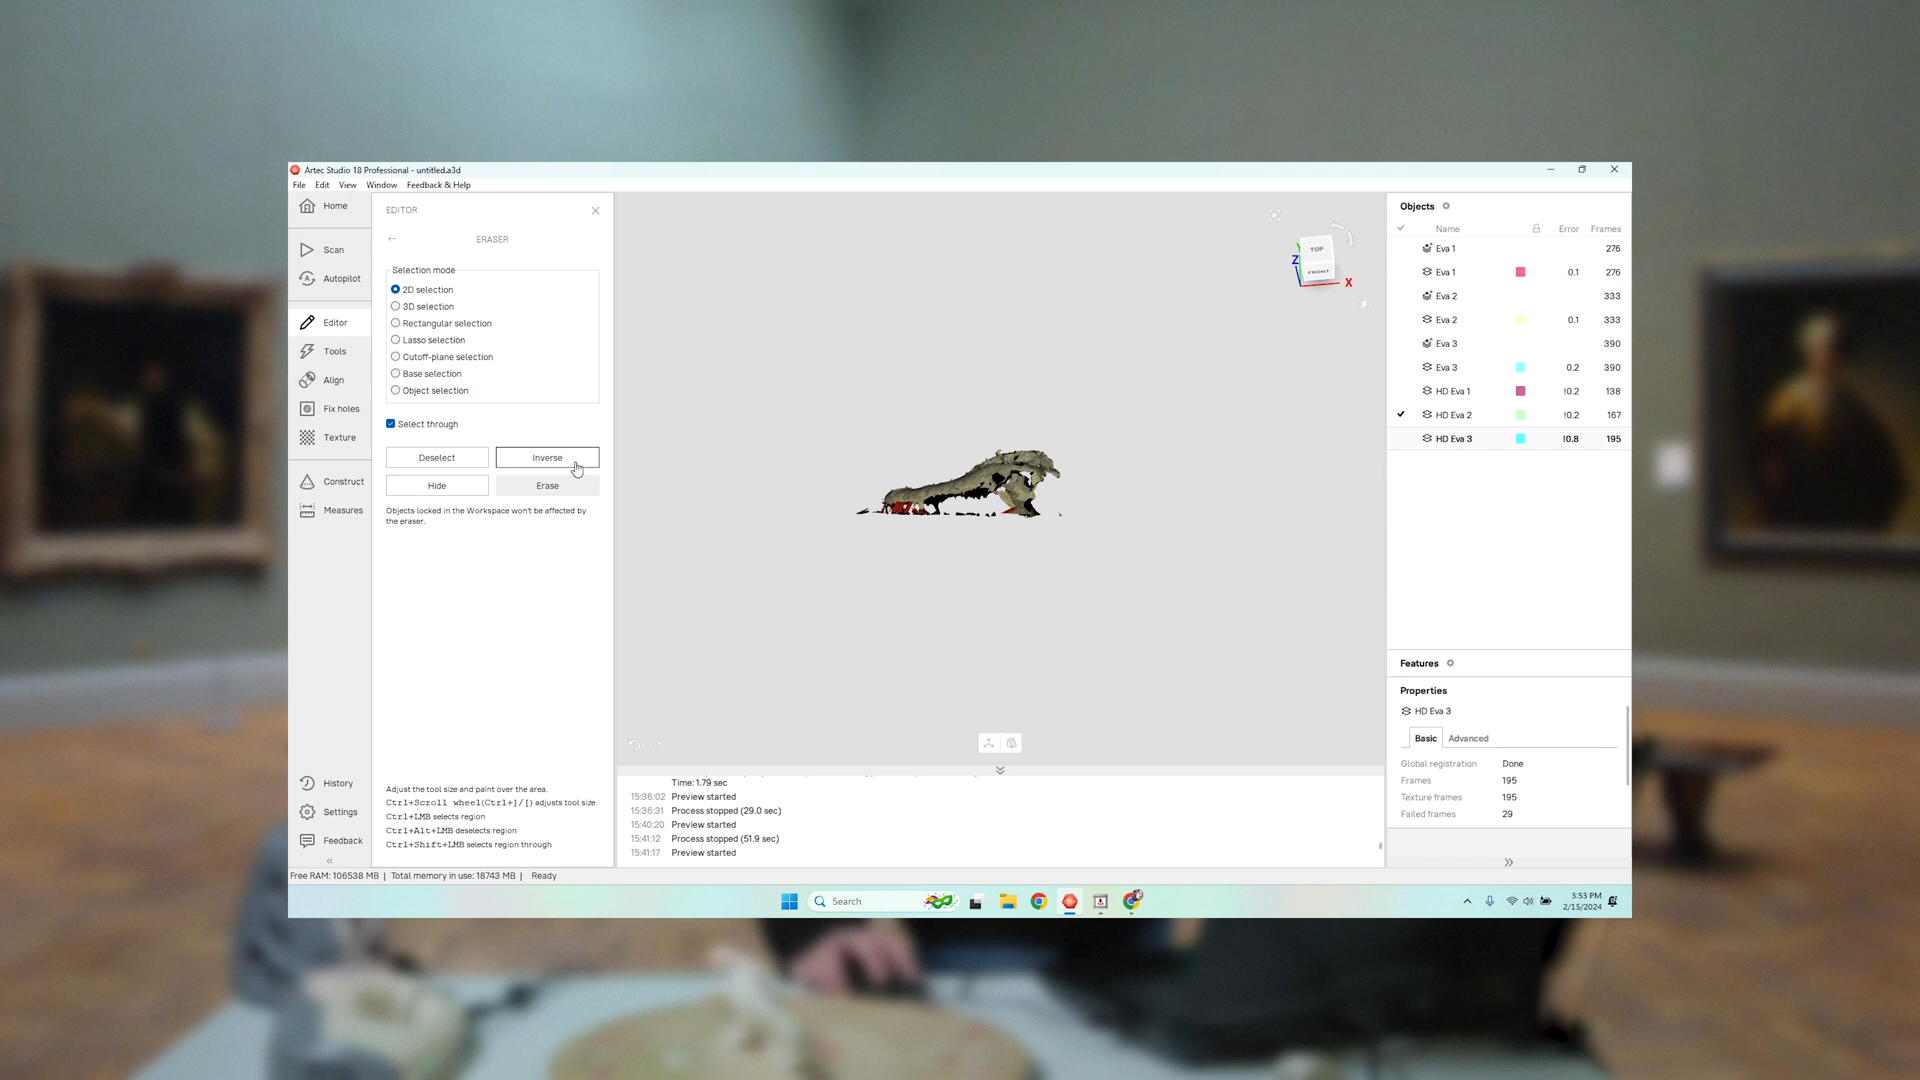 Artec Studio 18 Professional - untitled.a3d
File Edit View Window Feedback & Help
Home
Scan
Autopilot
Editor
Tools
Align
Fix holes
Texture
Construct
Measures
History
Settings
Feedback
EDITOR
ERASER
Selection mode
2D selection
3D selection
Rectangular selection
Lasso selection
Cutoff-plane selection
Base selection
Object selection
Select through
Deselect Inverse
Hide Erase
Objects locked in the Workspace won't be affected by
the eraser.
Adjust the tool size and paint over the area.
Ctrl+Scroll wheel(Ctrl+]/[) adjusts tool size
Ctrl+LMB selects region
Ctrl+Alt+LMB deselects region
Ctrl+Shift+LMB selects region through
TOP
FRONT
Z
X
Time: 1.79 sec
15:36:02 Preview started
15:36:31 Process stopped (29.0 sec)
15:40:20 Preview started
15:41:12 Process stopped (51.9 sec)
15:41:17 Preview started
Objects
Name Error Frames
Eva 1 276
Eva 1 0.1 276
Eva 2 333
Eva 2 0.1 333
Eva 3 390
Eva 3 0.2 390
HD Eva 1 !0.2 138
HD Eva 2 !0.2 167
HD Eva 3 !0.8 195
Features
Properties
HD Eva 3
Basic Advanced
Global registration Done
Frames 195
Texture frames 195
Failed frames 29
Free RAM: 106538 MB | Total memory in use: 18743 MB | Ready
Search
3:53 PM
2/15/2024